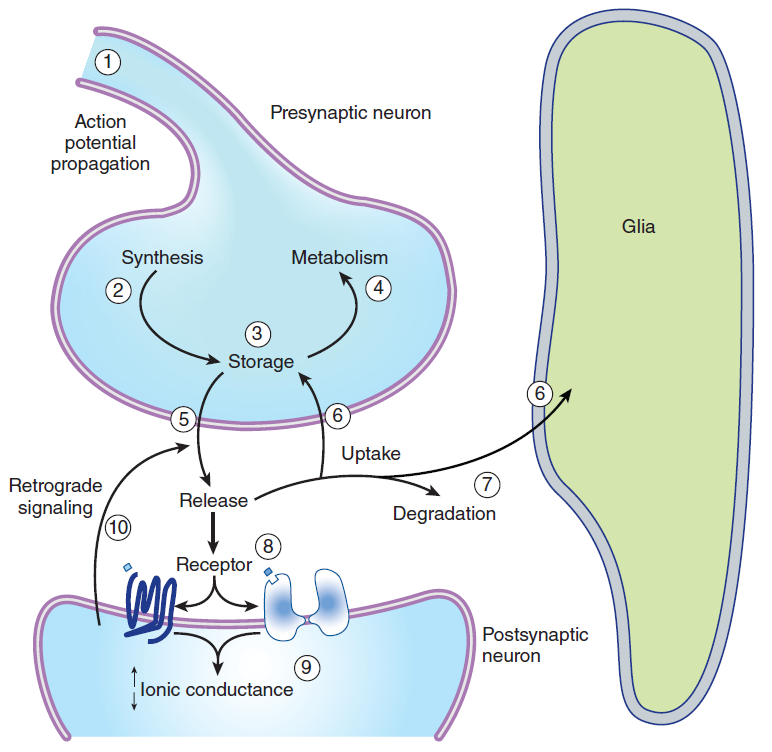 1
Action
potential
propagation
Presynaptic neuron
Glia
Synthesis
Metabolism
2
4
3
Storage
5
6
6
Uptake
Retrograde
signaling
10
Release
7
Degradation
8
Receptor
Postsynaptic
neuron
9
Ionic conductance